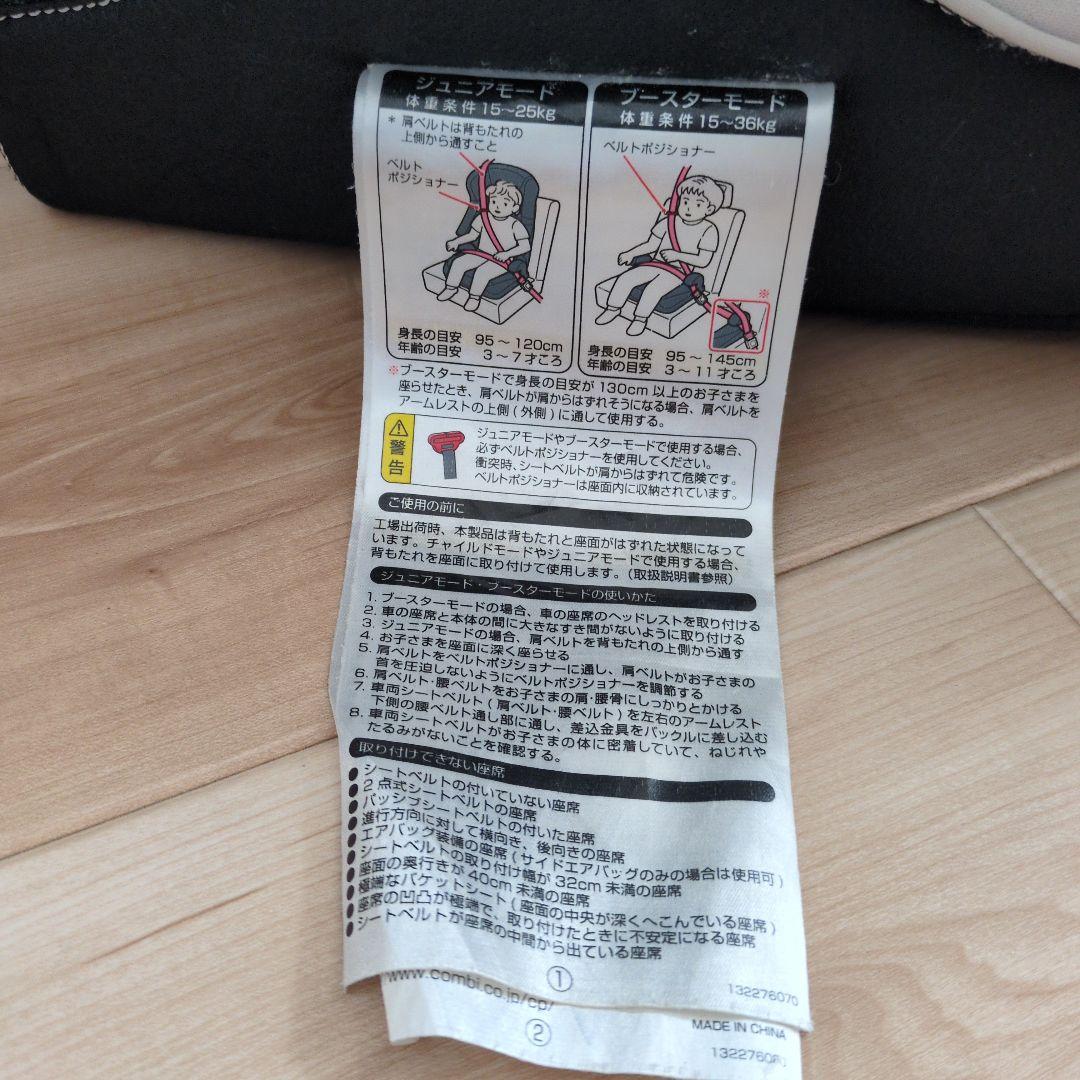 ジュニアモード
体重条件 15～25kg
* 肩ベルトは背もたれの
上側から通すこと
ベルト
ポジショナー
身長の目安 95～120cm
年齢の目安 3～7才ころ
ブースターモード
体重条件 15～36kg
ベルトポジショナー
※
身長の目安 95～145cm
年齢の目安 3～11才ころ
※ブースターモードで身長の目安が130cm以上のお子さまを
座らせたとき、肩ベルトが肩からはずれそうになる場合、肩ベルトを
アームレストの上側(外側)に通して使用する。
警告
ジュニアモードやブースターモードで使用する場合、
必ずベルトポジショナーを使用してください。
衝突時、シートベルトが肩からはずれて危険です。
ベルトポジショナーは座面内に収納されています。
ご使用の前に
工場出荷時、本製品は背もたれと座面がはずれた状態になって
います。チャイルドモードやジュニアモードで使用する場合、
背もたれを座面に取り付けて使用します。(取扱説明書参照)
ジュニアモード・ブースターモードの使いかた
1. ブースターモードの場合、車の座席のヘッドレストを取り付ける
2. 車の座席と本体の間に大きなすき間がないように取り付ける
3. ジュニアモードの場合、肩ベルトを背もたれの上側から通す
4. お子さまを座面に深く座らせる
5. 肩ベルトをベルトポジショナーに通し、肩ベルトがお子さまの
首を圧迫しないようにベルトポジショナーを調節する
6. 肩ベルト・腰ベルトをお子さまの肩・腰骨にしっかりとかける
7. 車両シートベルト(肩ベルト・腰ベルト)を左右のアームレスト
下側の腰ベルト通し部に通し、差込金具をバックルに差し込む
8. 車両シートベルトがお子さまの体に密着していて、ねじれや
たるみがないことを確認する。
取り付けできない座席
●シートベルトの付いていない座席
●2点式シートベルトの座席
●パッシブシートベルトの付いた座席
●進行方向に対して横向き、後向きの座席
●エアバッグ装備の座席(サイドエアバッグのみの場合は使用可)
●シートベルトの取り付け幅が32cm未満の座席
●座面の奥行きが40cm未満の座席
●極端なバケットシート(座面の中央が深くへこんでいる座席)
●座席の凹凸が極端で、取り付けたときに不安定になる座席
●シートベルトが座席の中間から出ている座席
①
132276070
www.combi.co.jp/cp/
②
MADE IN CHINA